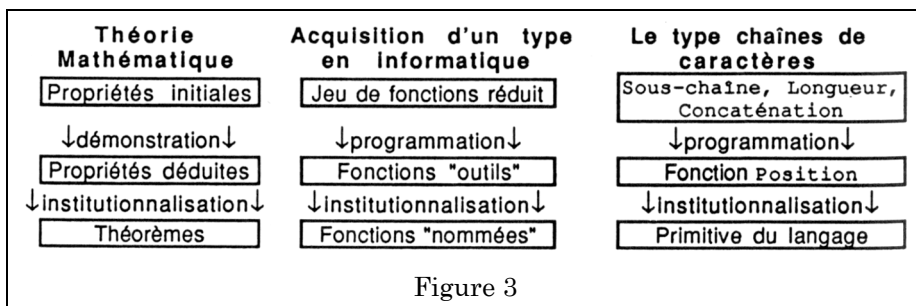 Théorie
Mathématique
Propriétés initiales
↓démonstration↓
Propriétés déduites
↓institutionnalisation↓
Théorèmes
Acquisition d'un type
en informatique
Jeu de fonctions réduit
↓programmation↓
Fonctions "outils"
↓institutionnalisation↓
Fonctions "nommées"
Le type chaînes de
caractères
Sous-chaîne, Longueur,
Concaténation
↓programmation↓
Fonction Position
↓institutionnalisation↓
Primitive du langage
Figure 3